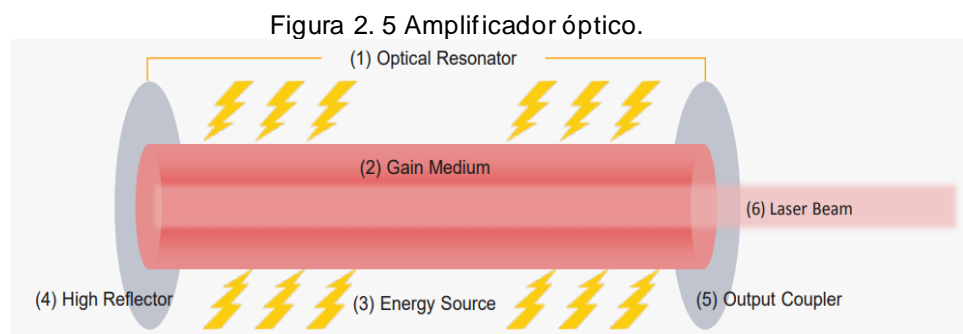 Figura 2. 5 Amplificador óptico.
(1) Optical Resonator
(2) Gain Medium
(6) Laser Beam
(4) High Reflector
(3) Energy Source
(5) Output Coupler